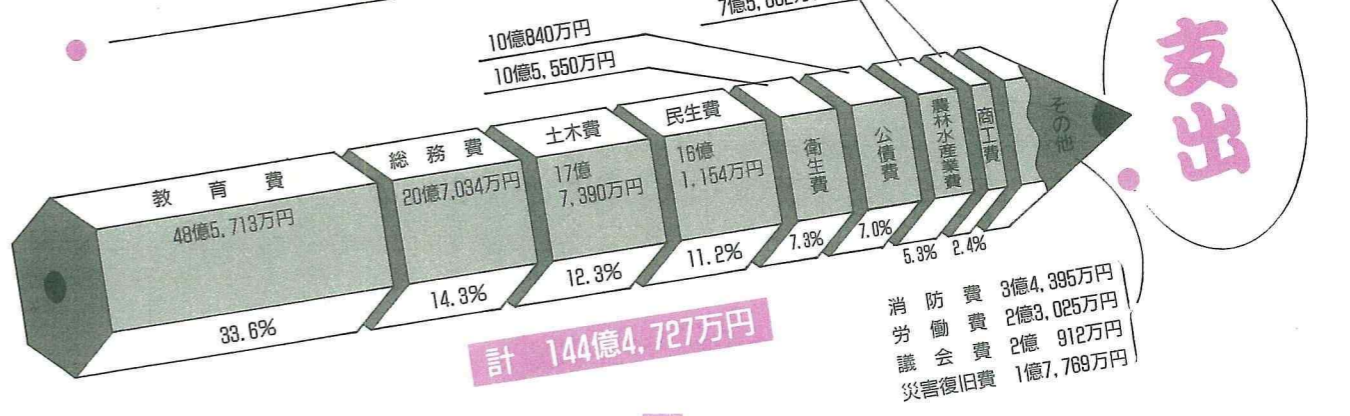 支出
10億840万円
10億5,550万円
教育費
48億5,713万円
33.6%
総務費
20億7,034万円
14.3%
土木費
17億
7,390万円
12.3%
民生費
16億
1,154万円
11.2%
衛生費
7.3%
公債費
7.0%
農林水産業費
5.3%
商工費
2.4%
その他
計 144億4,727万円
消防費 3億4,395万円
労働費 2億3,025万円
議会費 2億 912万円
災害復旧費 1億7,769万円